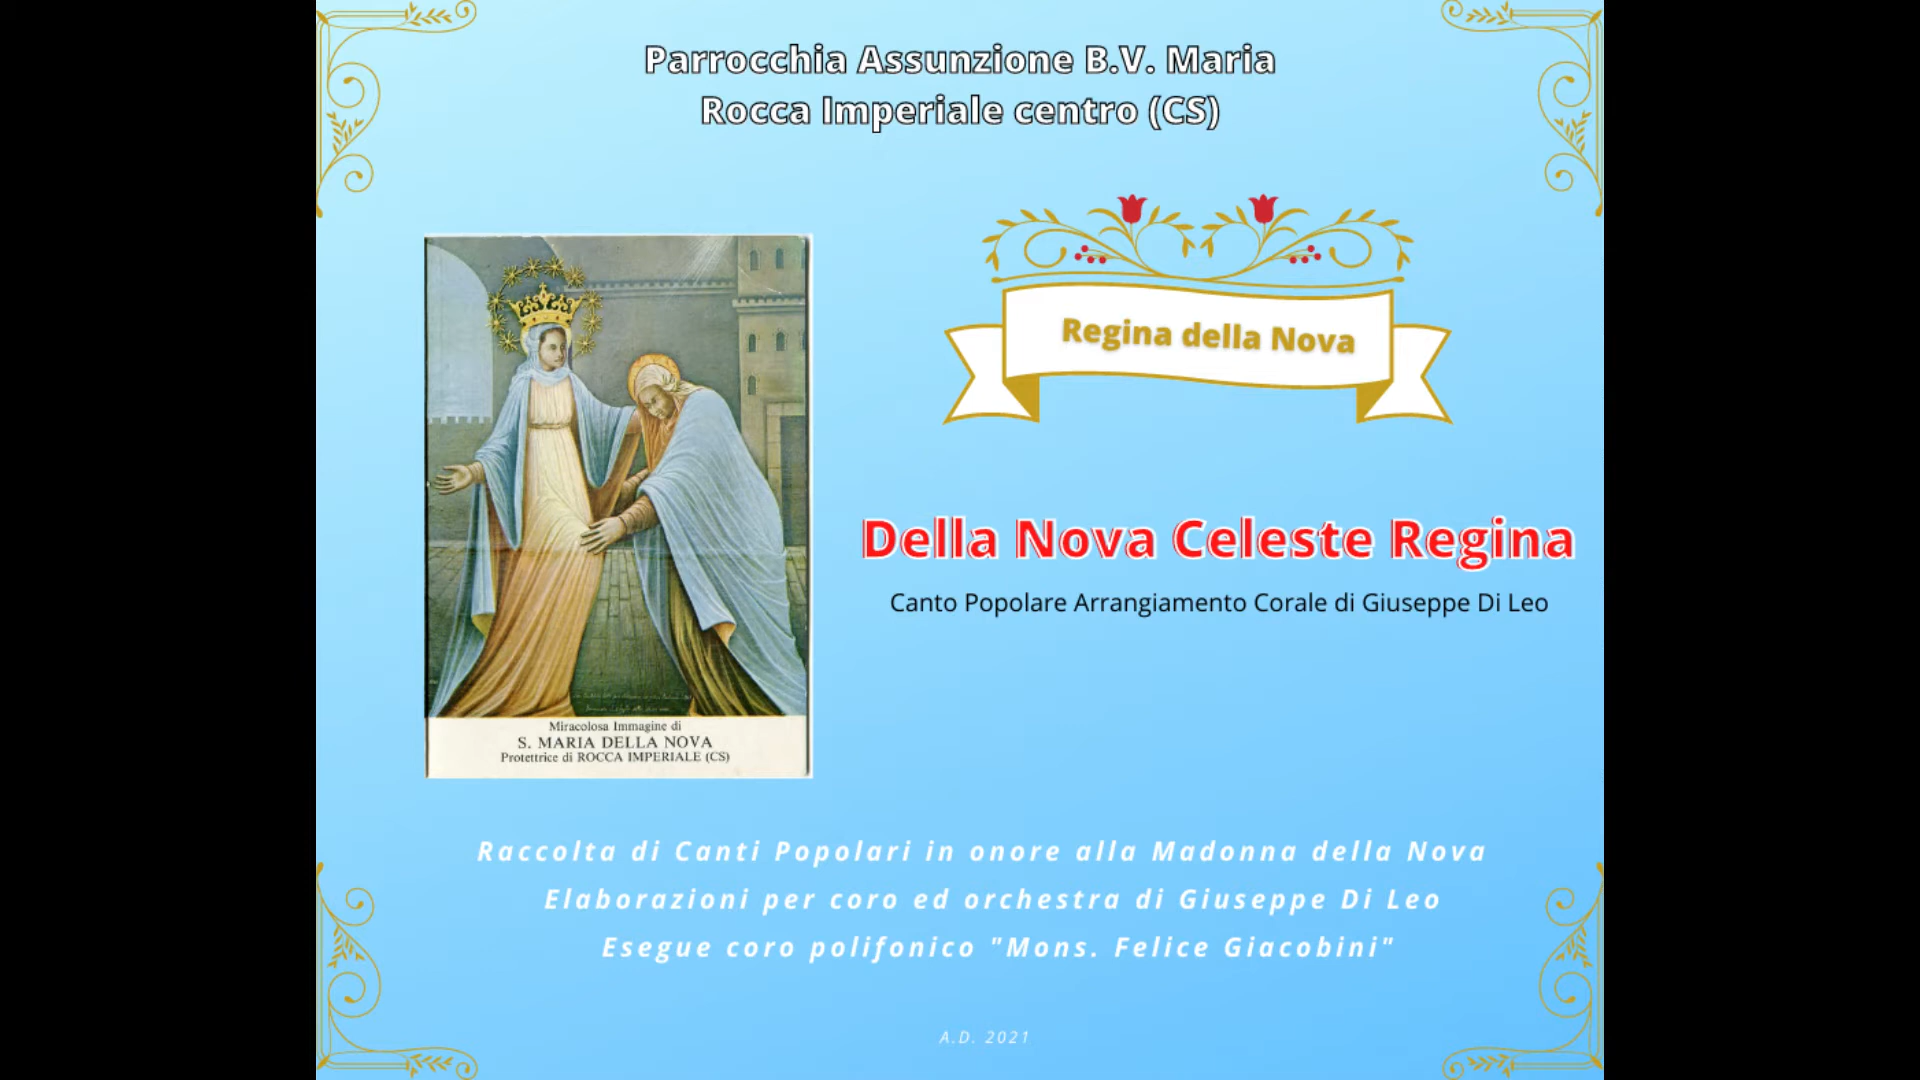 Parrocchia Assunzione B.V. Maria
Rocca Imperiale centro (CS)
Regina della Nova
Della Nova Celeste Regina
Canto Popolare Arrangiamento Corale di Giuseppe Di Leo
Miracolosa Immagine di
S. MARIA DELLA NOVA
Protettrice di ROCCA IMPERIALE (CS)
Raccolta di Canti Popolari in onore alla Madonna della Nova
Elaborazioni per coro ed orchestra di Giuseppe Di Leo
Esegue coro polifonico "Mons. Felice Giacobini"
A.D. 2021